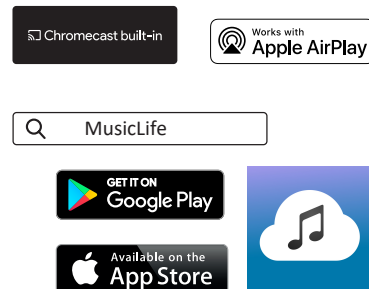 Chromecast built-in
Works with
Apple AirPlay
MusicLife
GET IT ON
Google Play
Available on the
App Store